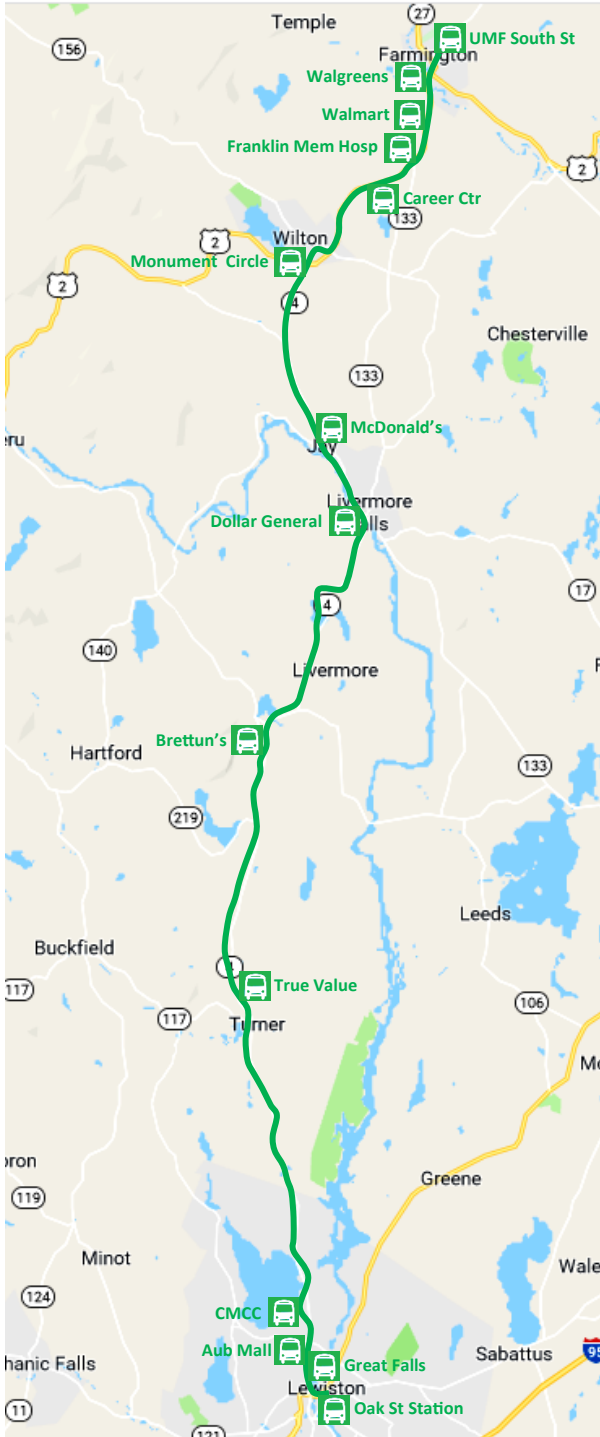 Temple
27
156
UMF South St
Farmington
Walgreens
Walmart
Franklin Mem Hosp
2
Career Ctr
133
Wilton
2
Monument Circle
2
4
Chesterville
133
McDonald's
Jay
Livermore
Dollar General
4
17
140
Livermore
Brettun's
Hartford
133
219
Leeds
Buckfield
4
True Value
117
117
106
Turner
Greene
119
Minot
124
CMCC
Aub Mall
Great Falls
Sabattus
95
Lewiston
11
Oak St Station
121